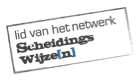 lid van het netwerk
Scheidings
Wijze[n]